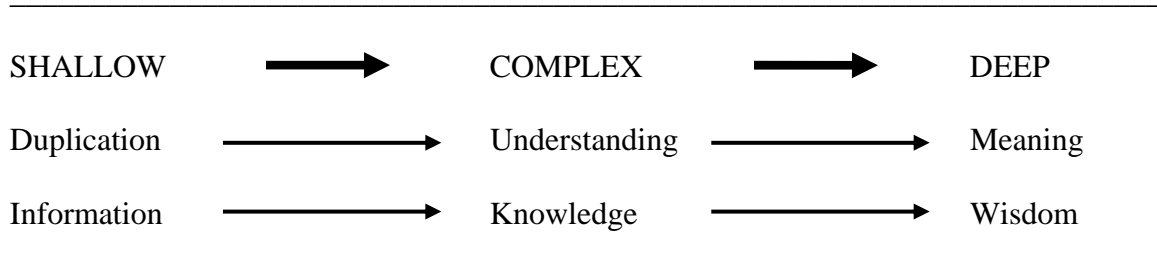 SHALLOW COMPLEX DEEP
Duplication Understanding Meaning
Information Knowledge Wisdom